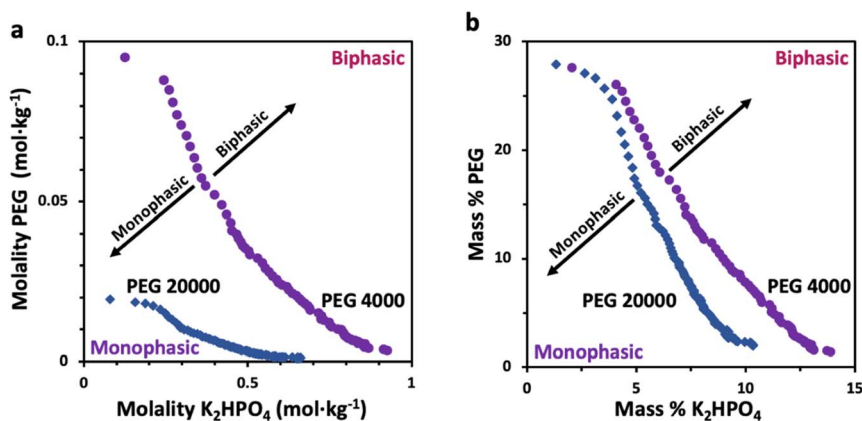 a
0.1
0.05
0
0
0.5
1
Molality PEG (mol·kg⁻¹)
Molality K₂HPO₄ (mol·kg⁻¹)
Biphasic
Biphasic
Monophasic
PEG 20000
PEG 4000
Monophasic
b
30
20
10
0
0
5
10
15
Mass % PEG
Mass % K₂HPO₄
Biphasic
Biphasic
Monophasic
PEG 20000
PEG 4000
Monophasic